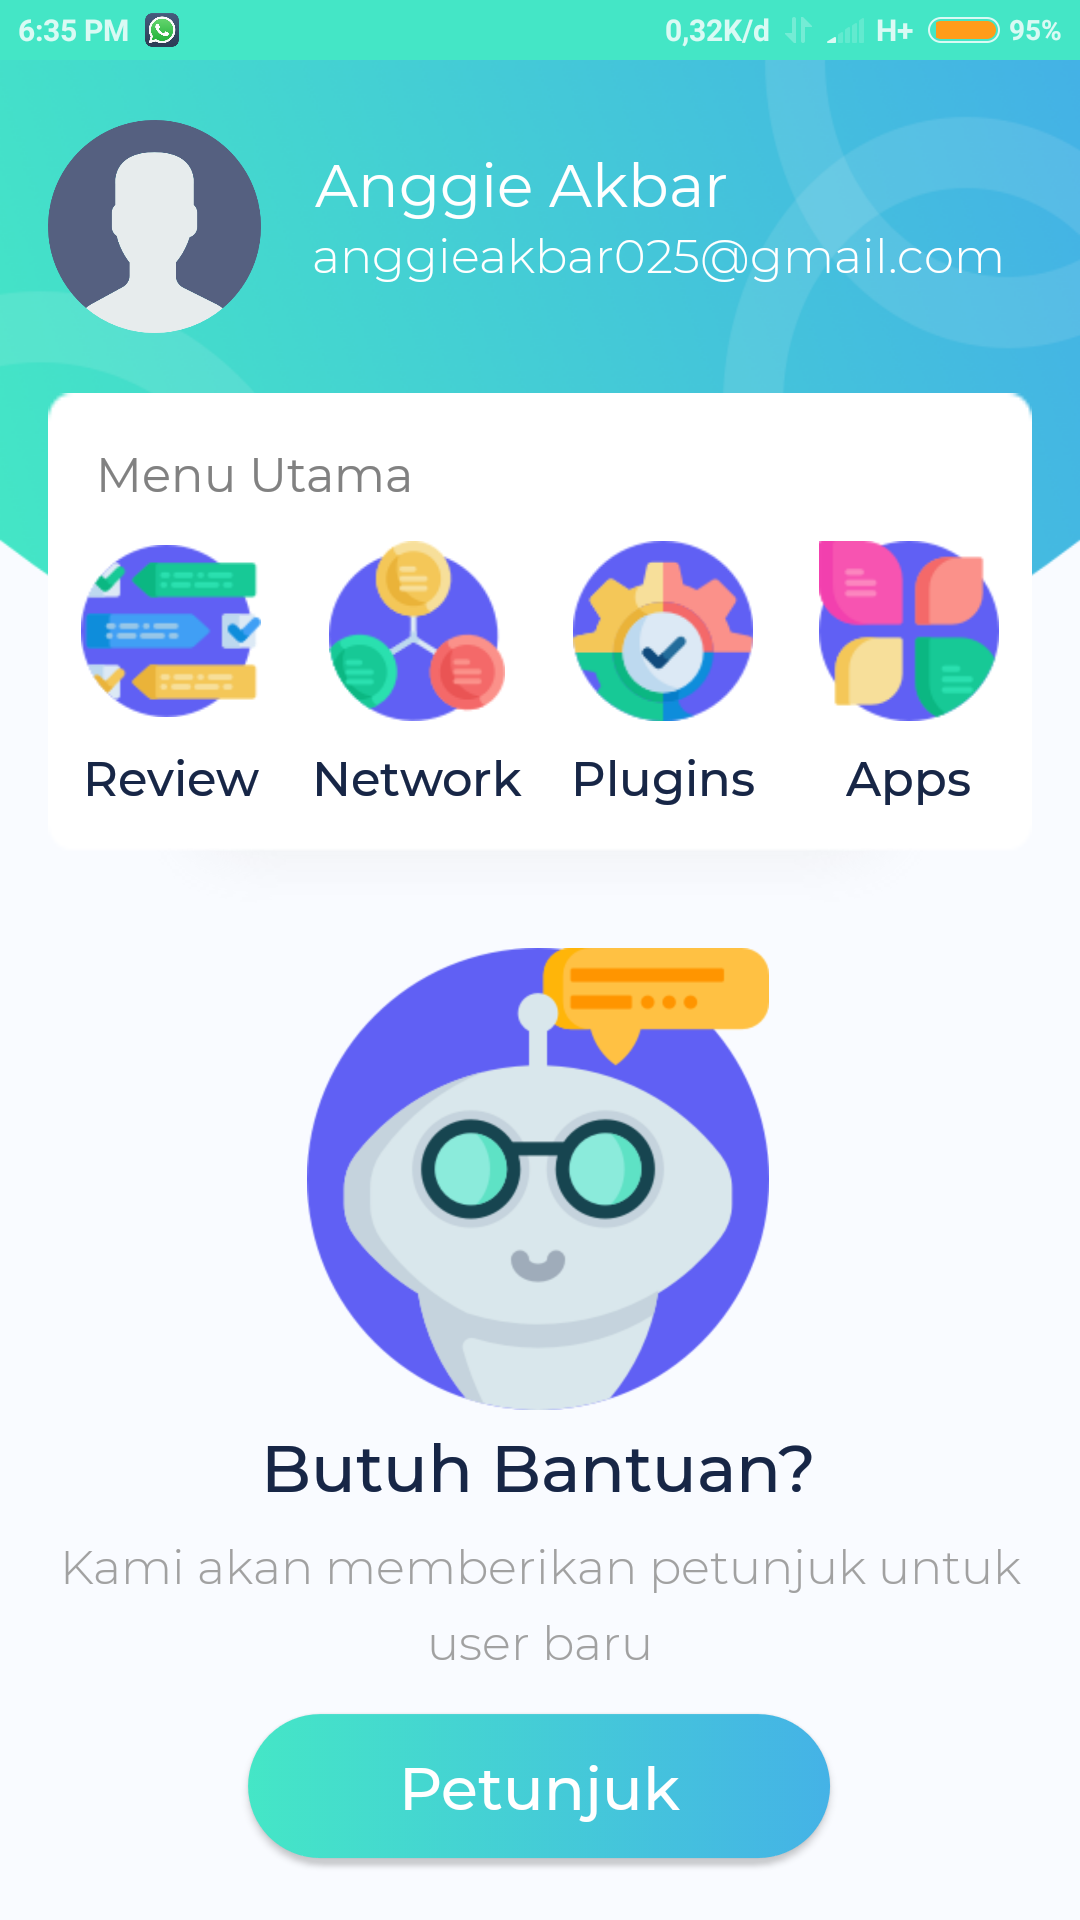 6:35 PM 0,32K/d H+ 95%
Anggie Akbar
anggieakbar025@gmail.com
Menu Utama
Review Network Plugins Apps
Butuh Bantuan?
Kami akan memberikan petunjuk untuk
user baru
Petunjuk